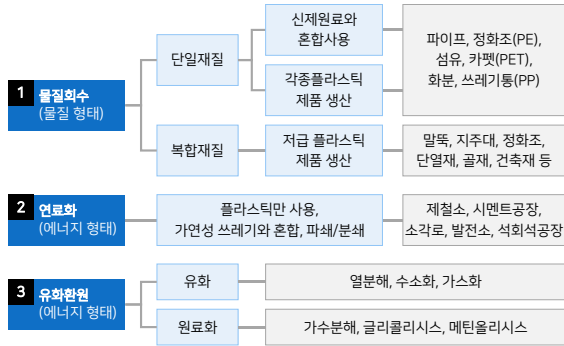 1 물질회수
(물질 형태)
단일재질
신제원료와
혼합사용
각종플라스틱
제품 생산
파이프, 정화조(PE),
섬유, 카펫(PET),
화분, 쓰레기통(PP)
복합재질
저급 플라스틱
제품 생산
말뚝, 지주대, 정화조,
단열재, 골재, 건축재 등
2 연료화
(에너지 형태)
플라스틱만 사용,
가연성 쓰레기와 혼합, 파쇄/분쇄
제철소, 시멘트공장,
소각로, 발전소, 석회석공장
3 유화환원
(에너지 형태)
유화
열분해, 수소화, 가스화
원료화
가수분해, 글리콜리시스, 메틴올리시스